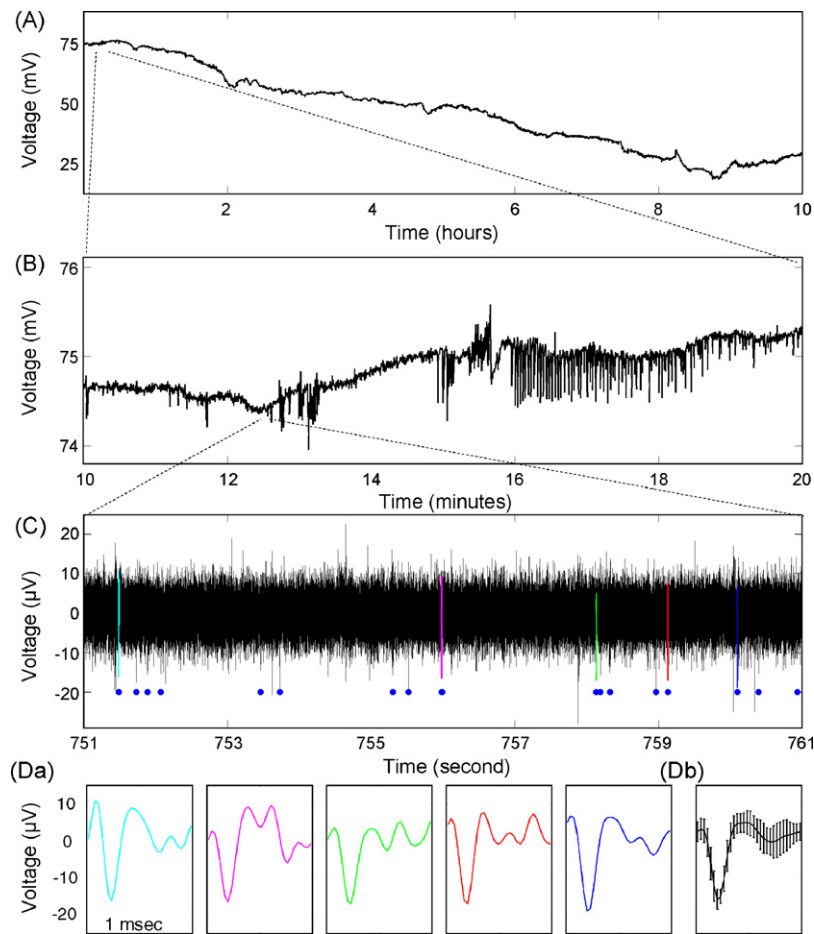 (A)
75
50
25
Voltage (mV)
2 4 6 8 10
Time (hours)
(B)
76
75
74
Voltage (mV)
10 12 14 16 18 20
Time (minutes)
(C)
20
10
0
-10
-20
Voltage (µV)
751 753 755 757 759 761
Time (second)
(Da) (Db)
10
0
-10
-20
Voltage (µV)
1 msec